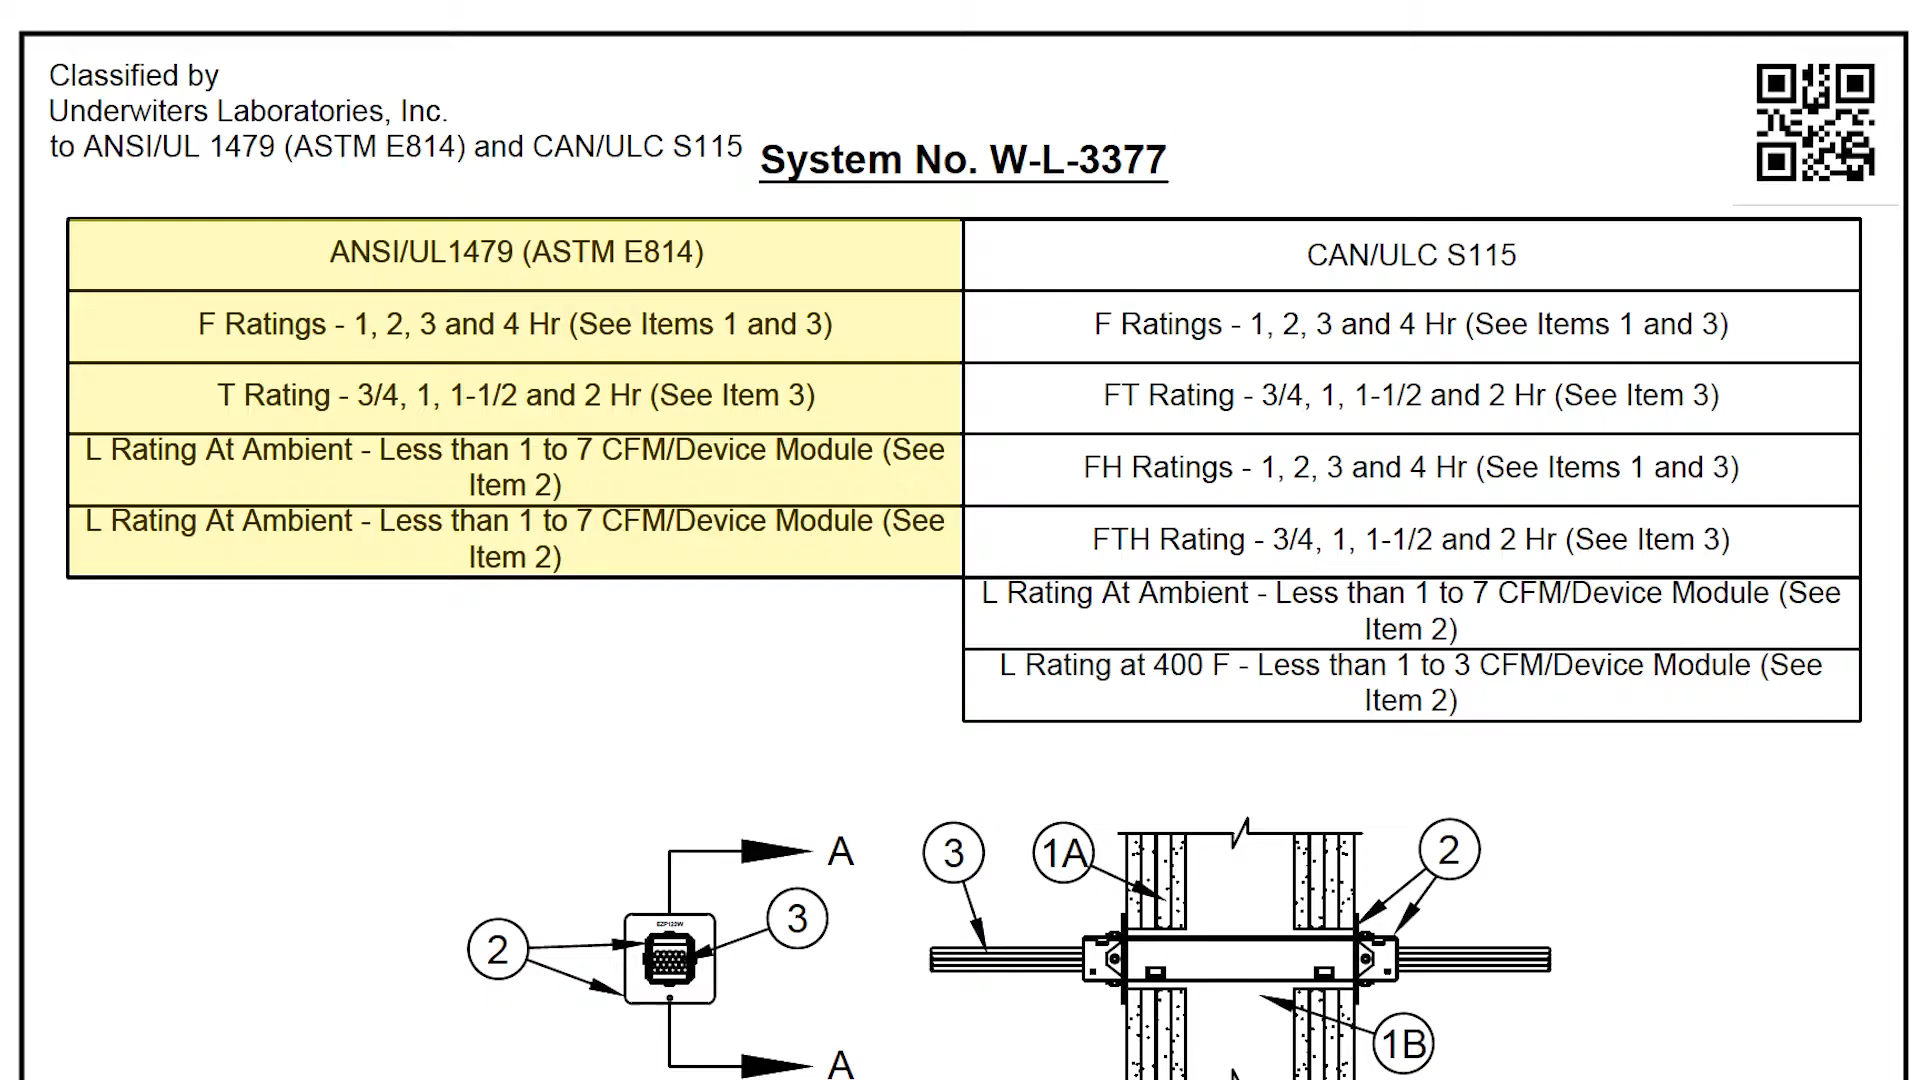 Classified by
Underwiters Laboratories, Inc.
to ANSI/UL 1479 (ASTM E814) and CAN/ULC S115
System No. W-L-3377
ANSI/UL1479 (ASTM E814)
CAN/ULC S115
F Ratings - 1, 2, 3 and 4 Hr (See Items 1 and 3)
F Ratings - 1, 2, 3 and 4 Hr (See Items 1 and 3)
T Rating - 3/4, 1, 1-1/2 and 2 Hr (See Item 3)
FT Rating - 3/4, 1, 1-1/2 and 2 Hr (See Item 3)
L Rating At Ambient - Less than 1 to 7 CFM/Device Module (See
Item 2)
FH Ratings - 1, 2, 3 and 4 Hr (See Items 1 and 3)
L Rating At Ambient - Less than 1 to 7 CFM/Device Module (See
Item 2)
FTH Rating - 3/4, 1, 1-1/2 and 2 Hr (See Item 3)
L Rating At Ambient - Less than 1 to 7 CFM/Device Module (See
Item 2)
L Rating at 400 F - Less than 1 to 3 CFM/Device Module (See
Item 2)
A
3
1A
2
3
2
EZP122W
1B
A